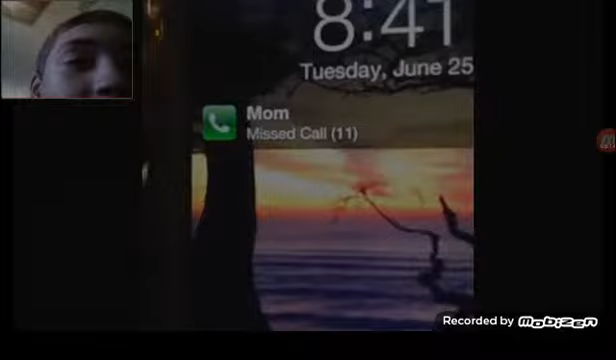 8:41
Tuesday, June 25
Mom
Missed Call (11)
Recorded by mobizen